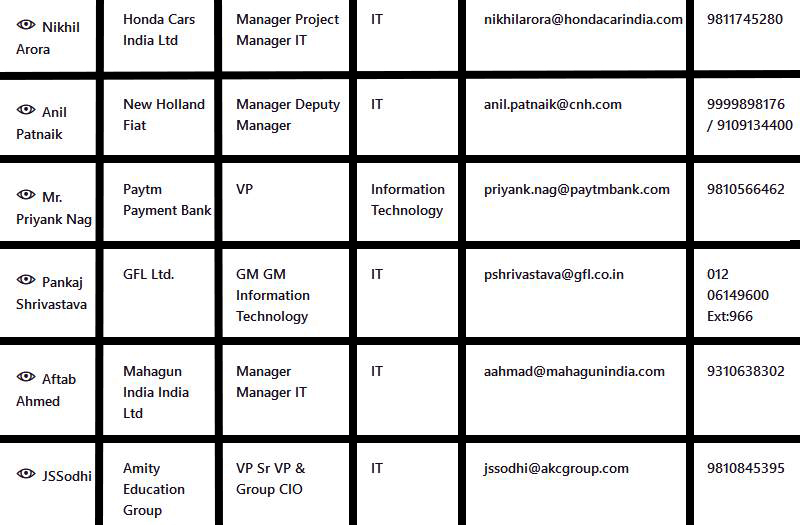 Nikhil Arora
Honda Cars India Ltd
Manager Project Manager IT
IT
nikhilarora@hondacarindia.com
9811745280
Anil Patnaik
New Holland Fiat
Manager Deputy Manager
IT
anil.patnaik@cnh.com
9999898176 / 9109134400
Mr. Priyank Nag
Paytm Payment Bank
VP
Information Technology
priyank.nag@paytmbank.com
9810566462
Pankaj Shrivastava
GFL Ltd.
GM GM Information Technology
IT
pshrivastava@gfl.co.in
012 06149600 Ext:966
Aftab Ahmed
Mahagun India India Ltd
Manager Manager IT
IT
aahmad@mahagunindia.com
9310638302
JSSodhi
Amity Education Group
VP Sr VP & Group CIO
IT
jssodhi@akcgroup.com
9810845395